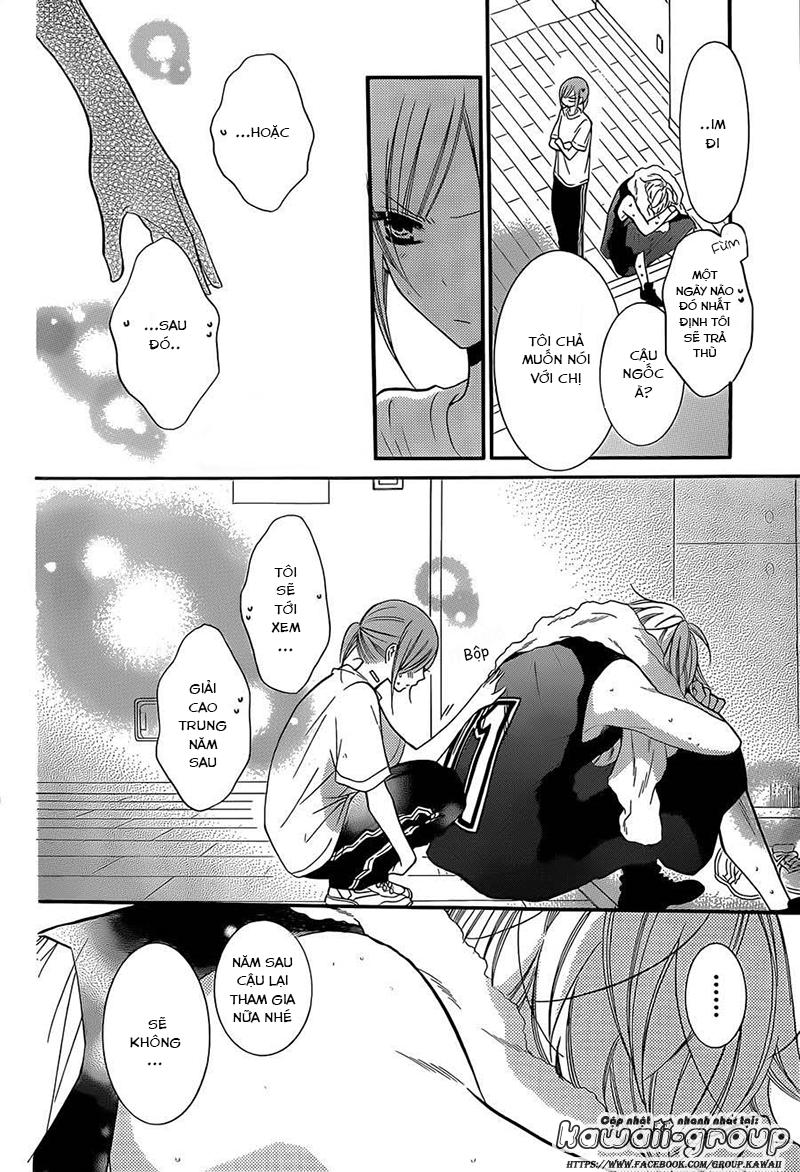 ..IM
ĐI
FỪM
MỘT
NGÀY NÀO
ĐÓ NHẤT
ĐỊNH TÔI
SẼ TRẢ
THÙ
CẬU
NGỐC
À?
TÔI CHẢ
MUỐN NÓI
VỚI CHỊ
...HOẶC
...SAU
ĐÓ..
TÔI
SẼ
TỚI
XEM
...
GIẢI
CAO
TRUNG
NĂM
SAU
BỘP
......
NĂM SAU
CẬU LẠI
THAM GIA
NỮA NHÉ
SẼ
KHÔNG
...
Cập nhật nhanh nhất tại:
Kawaii-group
HTTPS://WWW.FACEBOOK.COM/GROUP.KAWAII